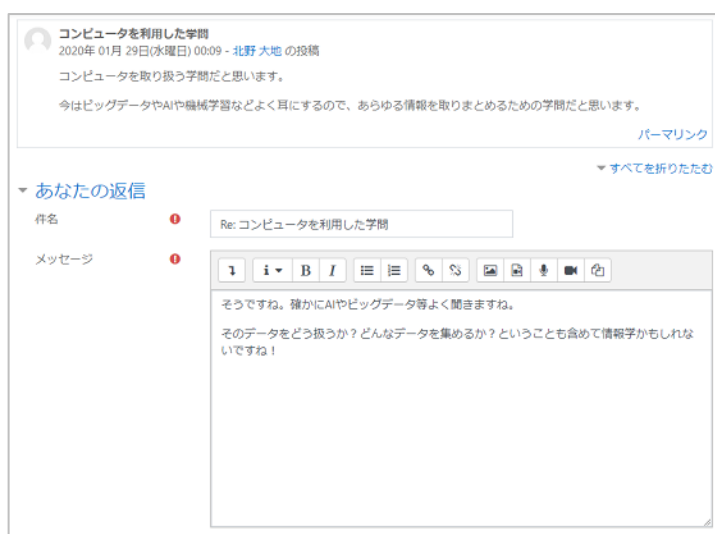 コンピュータを利用した学問
2020年 01月 29日(水曜日) 00:09 - 北野 大地 の投稿
コンピュータを取り扱う学問だと思います。
今はビッグデータやAIや機械学習などよく耳にするので、あらゆる情報を取りまとめるための学問だと思います。
パーマリンク
すべてを折りたたむ
あなたの返信
件名
Re: コンピュータを利用した学問
メッセージ
B I
そうですね。確かにAIやビッグデータ等よく聞きますね。
そのデータをどう扱うか？どんなデータを集めるか？ということも含めて情報学かもしれな
いですね！